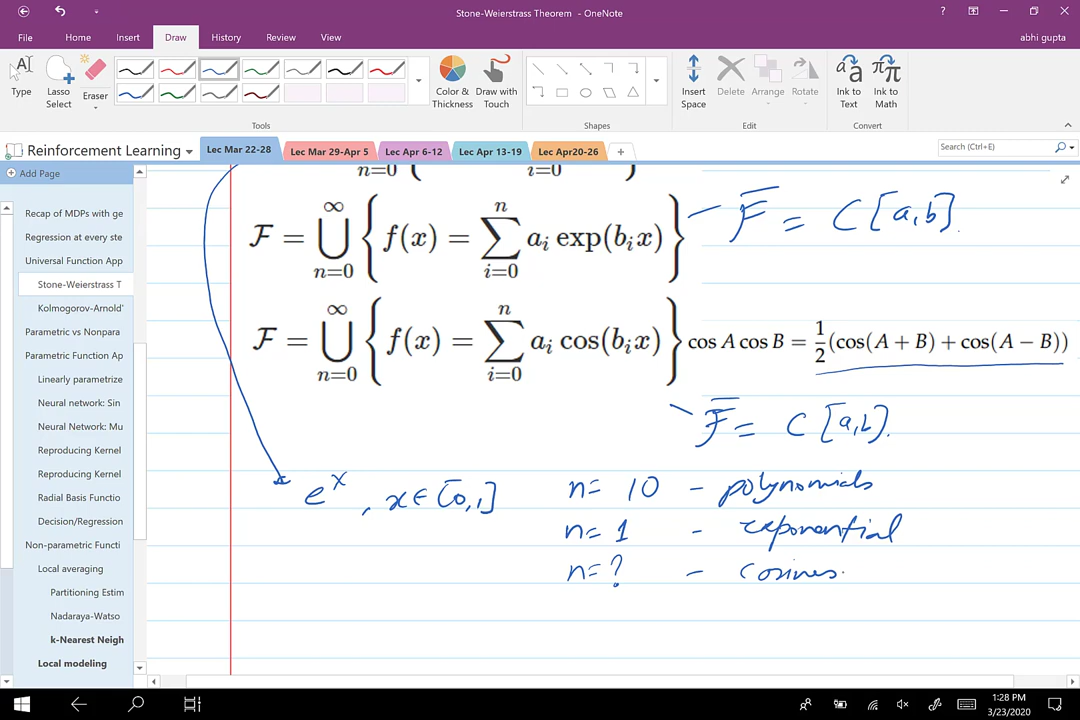 Stone-Weierstrass Theorem - OneNote
File Home Insert Draw History Review View abhi gupta
Type Lasso Select Eraser Color & Thickness Draw with Touch Insert Space Delete Arrange Rotate Ink to Text Ink to Math
Tools Shapes Edit Convert
Reinforcement Learning Lec Mar 22-28 Lec Mar 29-Apr 5 Lec Apr 6-12 Lec Apr 13-19 Lec Apr20-26 Search (Ctrl+E)
Add Page
Recap of MDPs with ge
Regression at every ste
Universal Function App
Stone-Weierstrass T
Kolmogorov-Arnold'
Parametric vs Nonpara
Parametric Function Ap
Linearly parametrize
Neural network: Sin
Neural Network: Mu
Reproducing Kernel
Reproducing Kernel
Radial Basis Functio
Decision/Regression
Non-parametric Functi
Local averaging
Partitioning Estim
Nadaraya-Watso
k-Nearest Neigh
Local modeling
n=0 i=0
F = ∞ ⋃ n=0 { f(x) = n ∑ i=0 a_i exp(b_i x) } – F̅ = C[a,b].
F = ∞ ⋃ n=0 { f(x) = n ∑ i=0 a_i cos(b_i x) } cos A cos B = 1/2 (cos(A + B) + cos(A − B))
F̅ = C[a,b].
e^x , x ∈ [0,1] n = 10 – polynomials
n = 1 – exponential
n = ? – cosines.
1:28 PM
3/23/2020